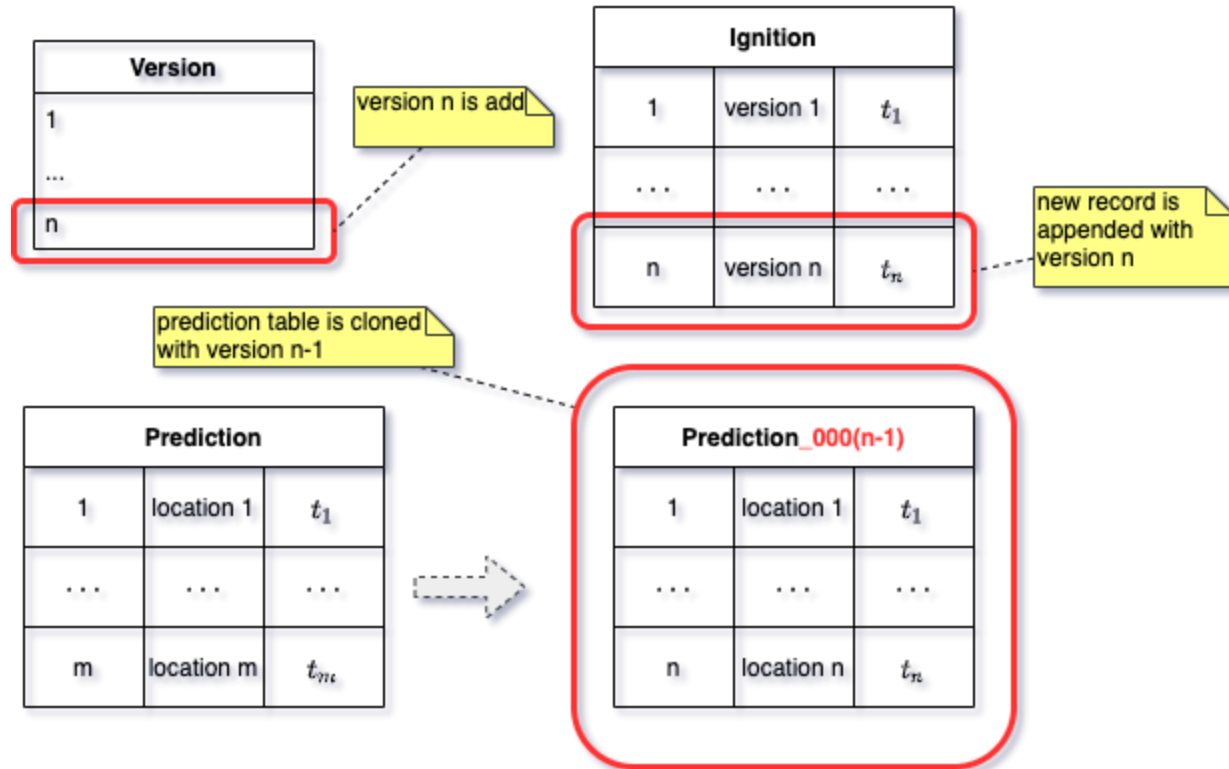 Version
1
...
n
version n is add
Ignition
1 version 1 t₁
... ... ...
n version n tₙ
new record is
appended with
version n
prediction table is cloned
with version n-1
Prediction
1 location 1 t₁
... ... ...
m location m tₘ
Prediction_000(n-1)
1 location 1 t₁
... ... ...
n location n tₙ